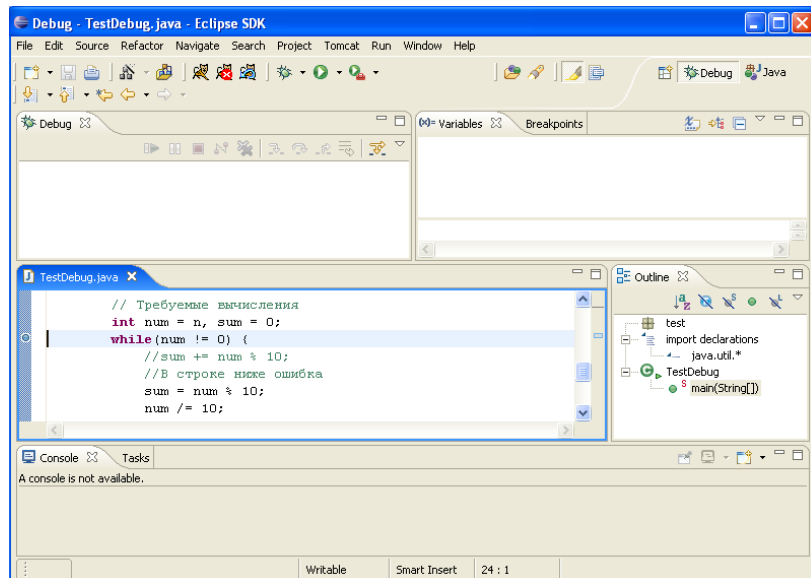 Debug - TestDebug.java - Eclipse SDK
File Edit Source Refactor Navigate Search Project Tomcat Run Window Help
Debug Java
Debug
(x)= Variables Breakpoints
TestDebug.java
// Требуемые вычисления
int num = n, sum = 0;
while(num != 0) {
//sum += num % 10;
//В строке ниже ошибка
sum = num % 10;
num /= 10;
Outline
test
import declarations
java.util.*
TestDebug
main(String[])
Console Tasks
A console is not available.
Writable Smart Insert 24 : 1